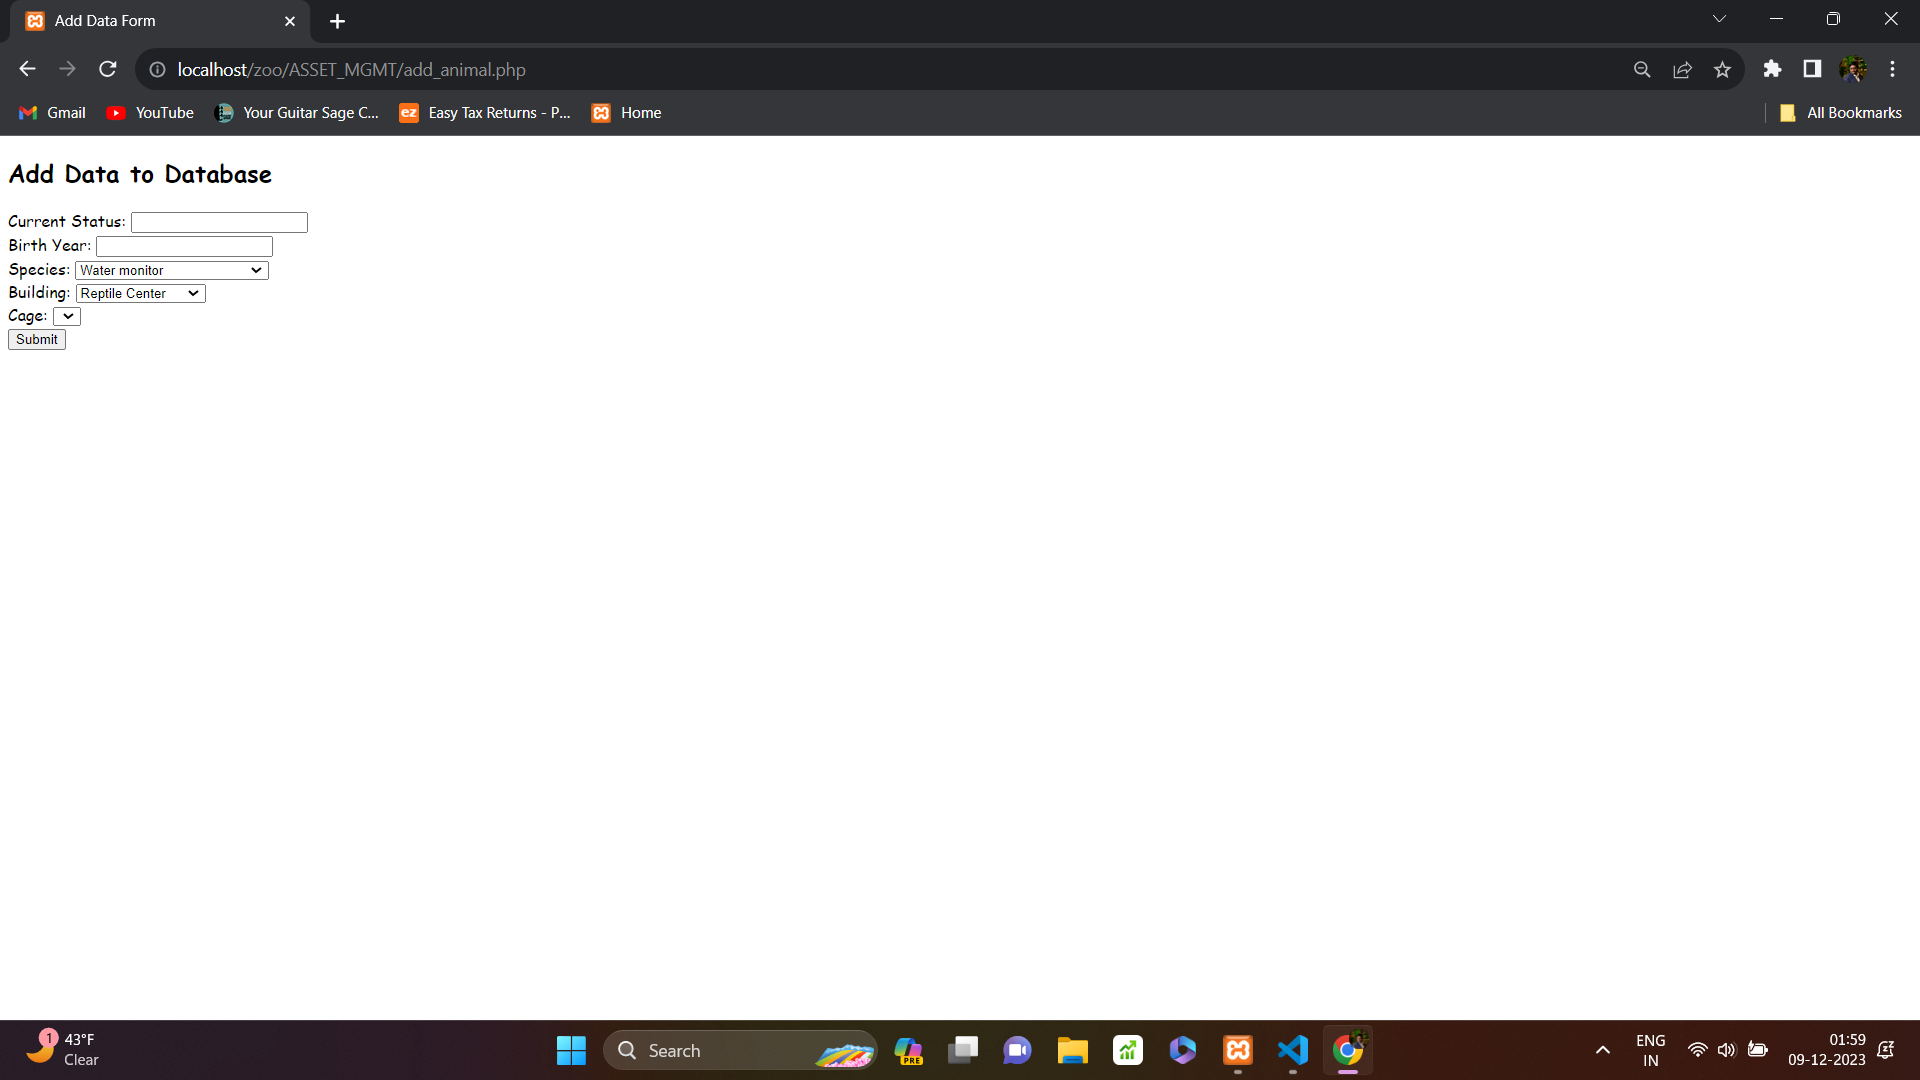 Add Data Form
localhost/zoo/ASSET_MGMT/add_animal.php
Gmail YouTube Your Guitar Sage C... ez Easy Tax Returns - P... Home All Bookmarks
Add Data to Database
Current Status:
Birth Year:
Species: Water monitor
Building: Reptile Center
Cage:
Submit
1 43°F
Clear
Search
PRE
ENG
IN
01:59
09-12-2023